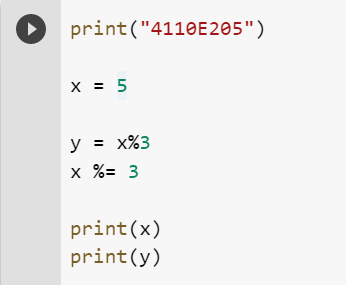 print("4110E205")
x = 5
y = x%3
x %= 3
print(x)
print(y)